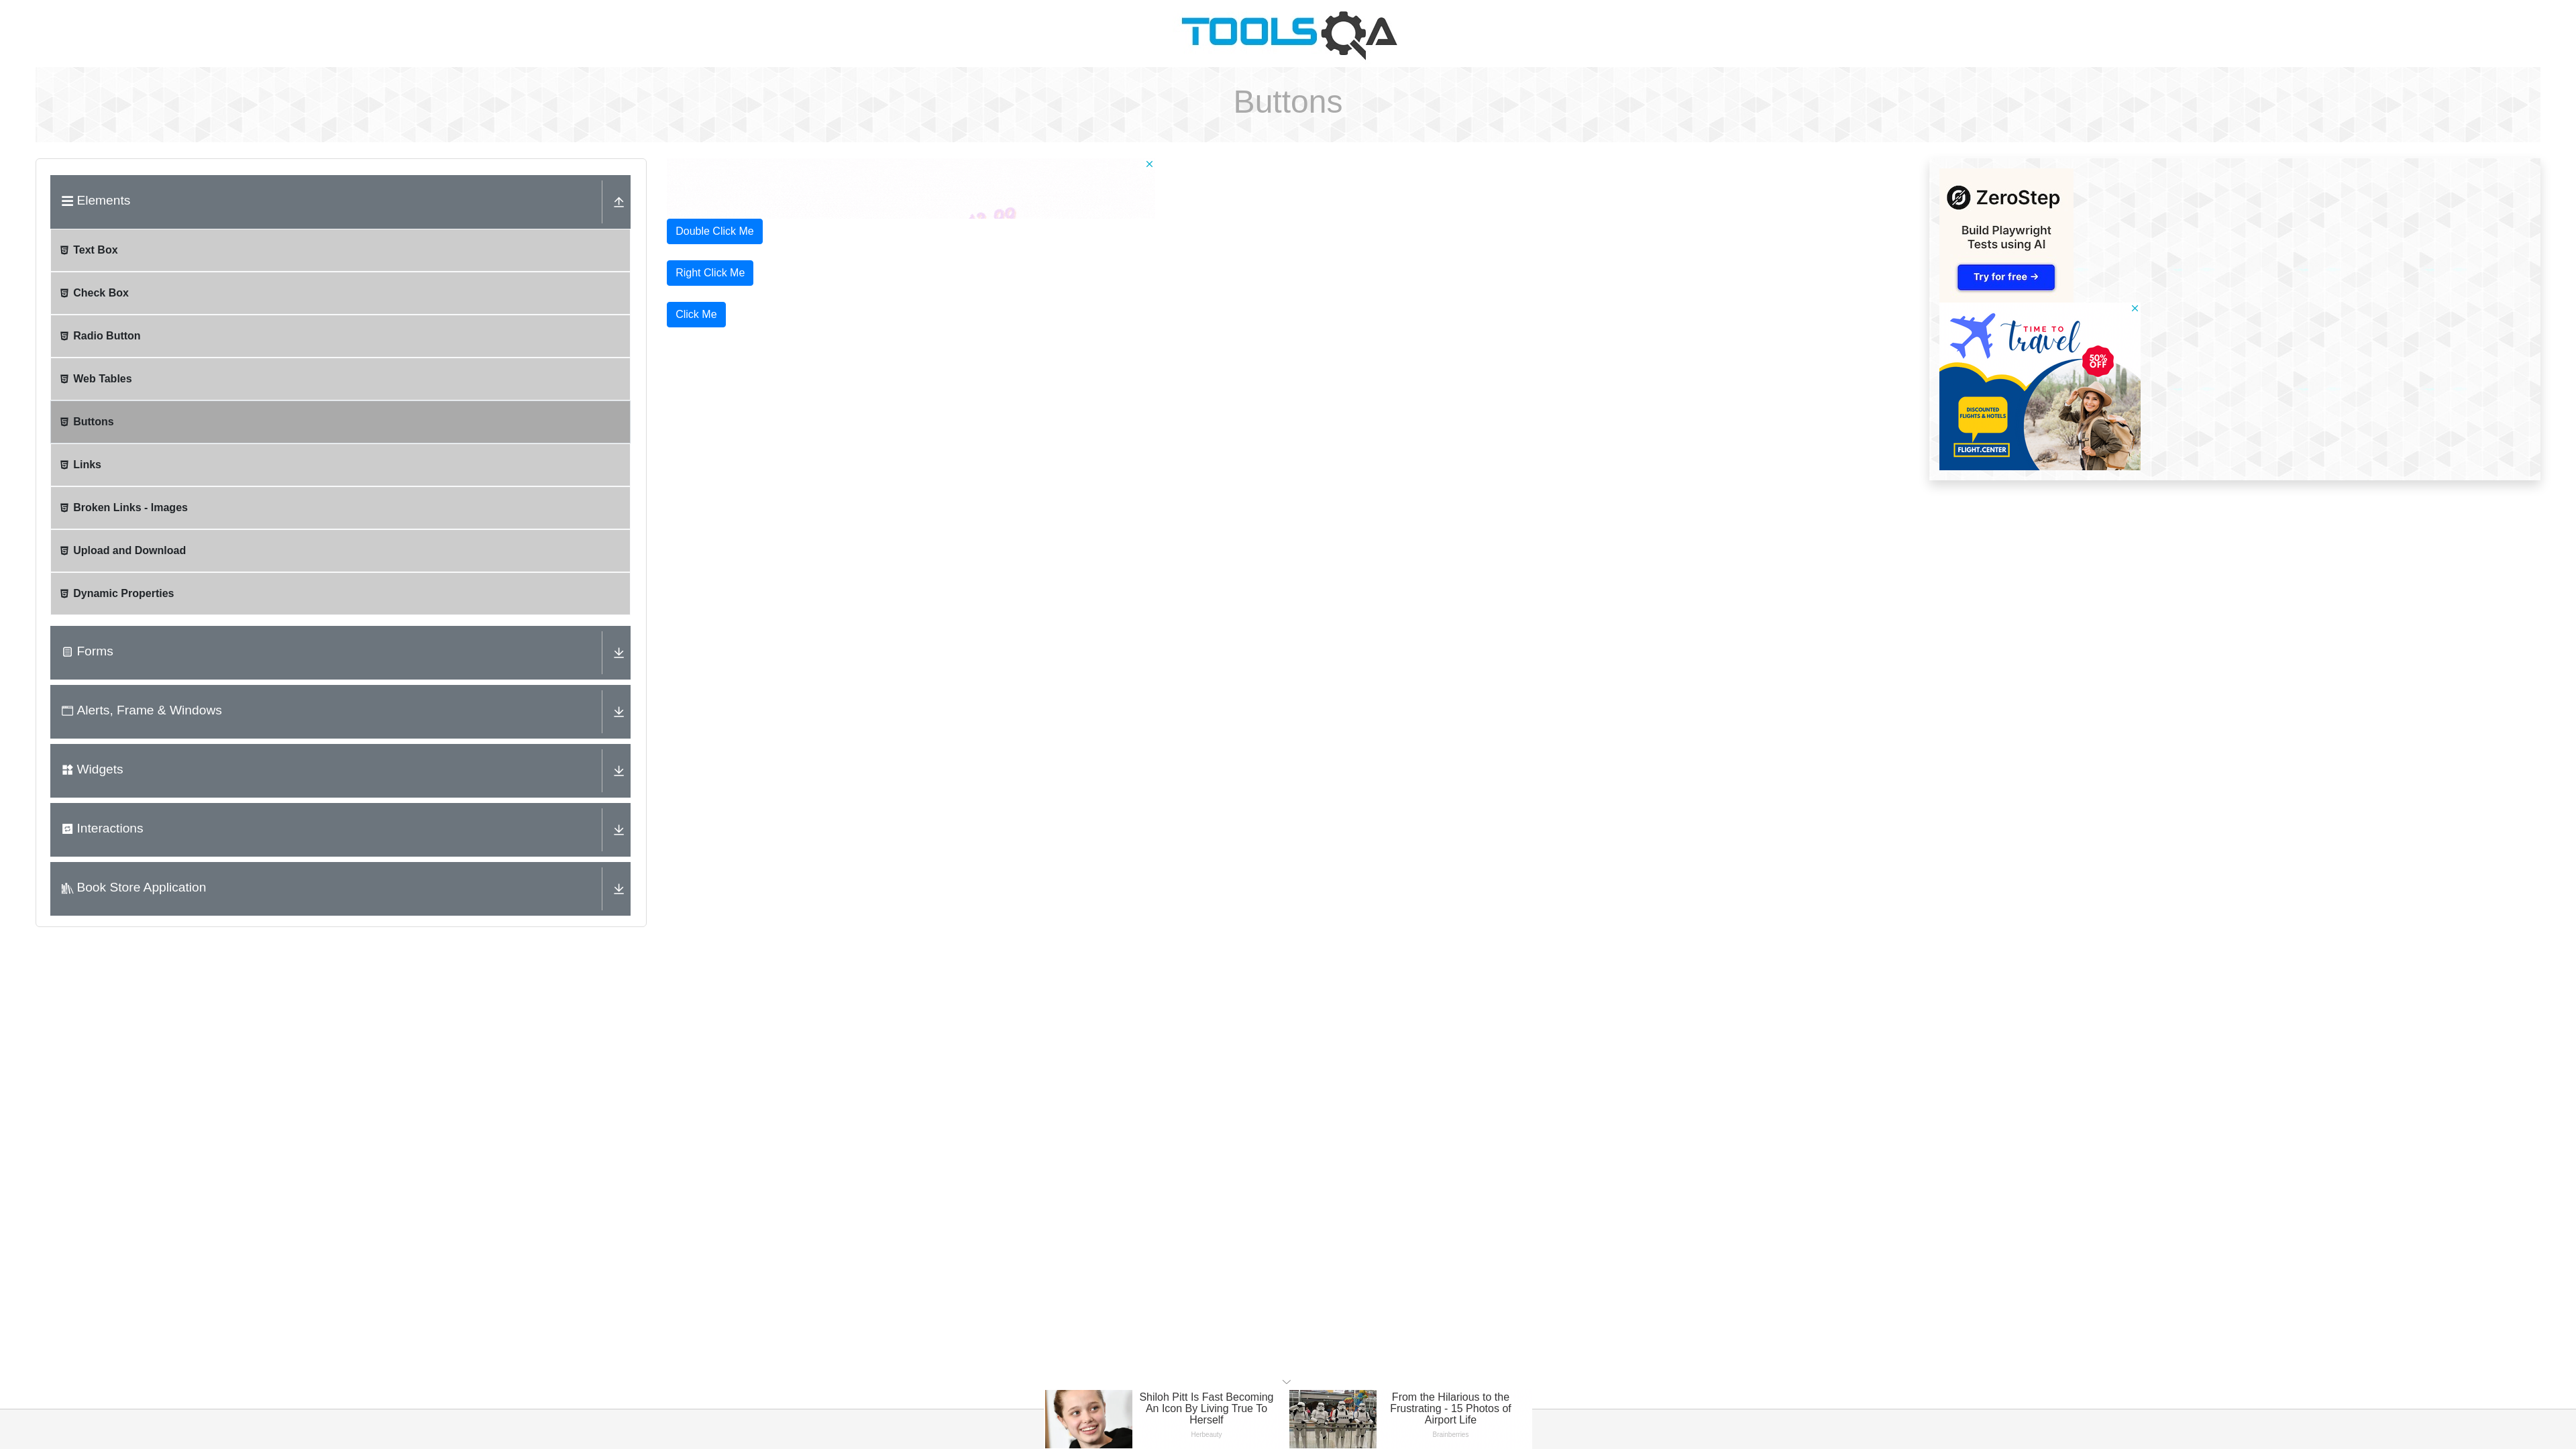 TOOLSQA
Buttons
Elements
Text Box
Check Box
Radio Button
Web Tables
Buttons
Links
Broken Links - Images
Upload and Download
Dynamic Properties
Forms
Alerts, Frame & Windows
Widgets
Interactions
Book Store Application
Double Click Me
Right Click Me
Click Me
ZeroStep
Build Playwright
Tests using AI
Try for free →
TIME TO
travel
50%
OFF
DISCOUNTED
FLIGHTS & HOTELS
FLIGHT.CENTER
Shiloh Pitt Is Fast Becoming
An Icon By Living True To
Herself
Herbeauty
From the Hilarious to the
Frustrating - 15 Photos of
Airport Life
Brainberries